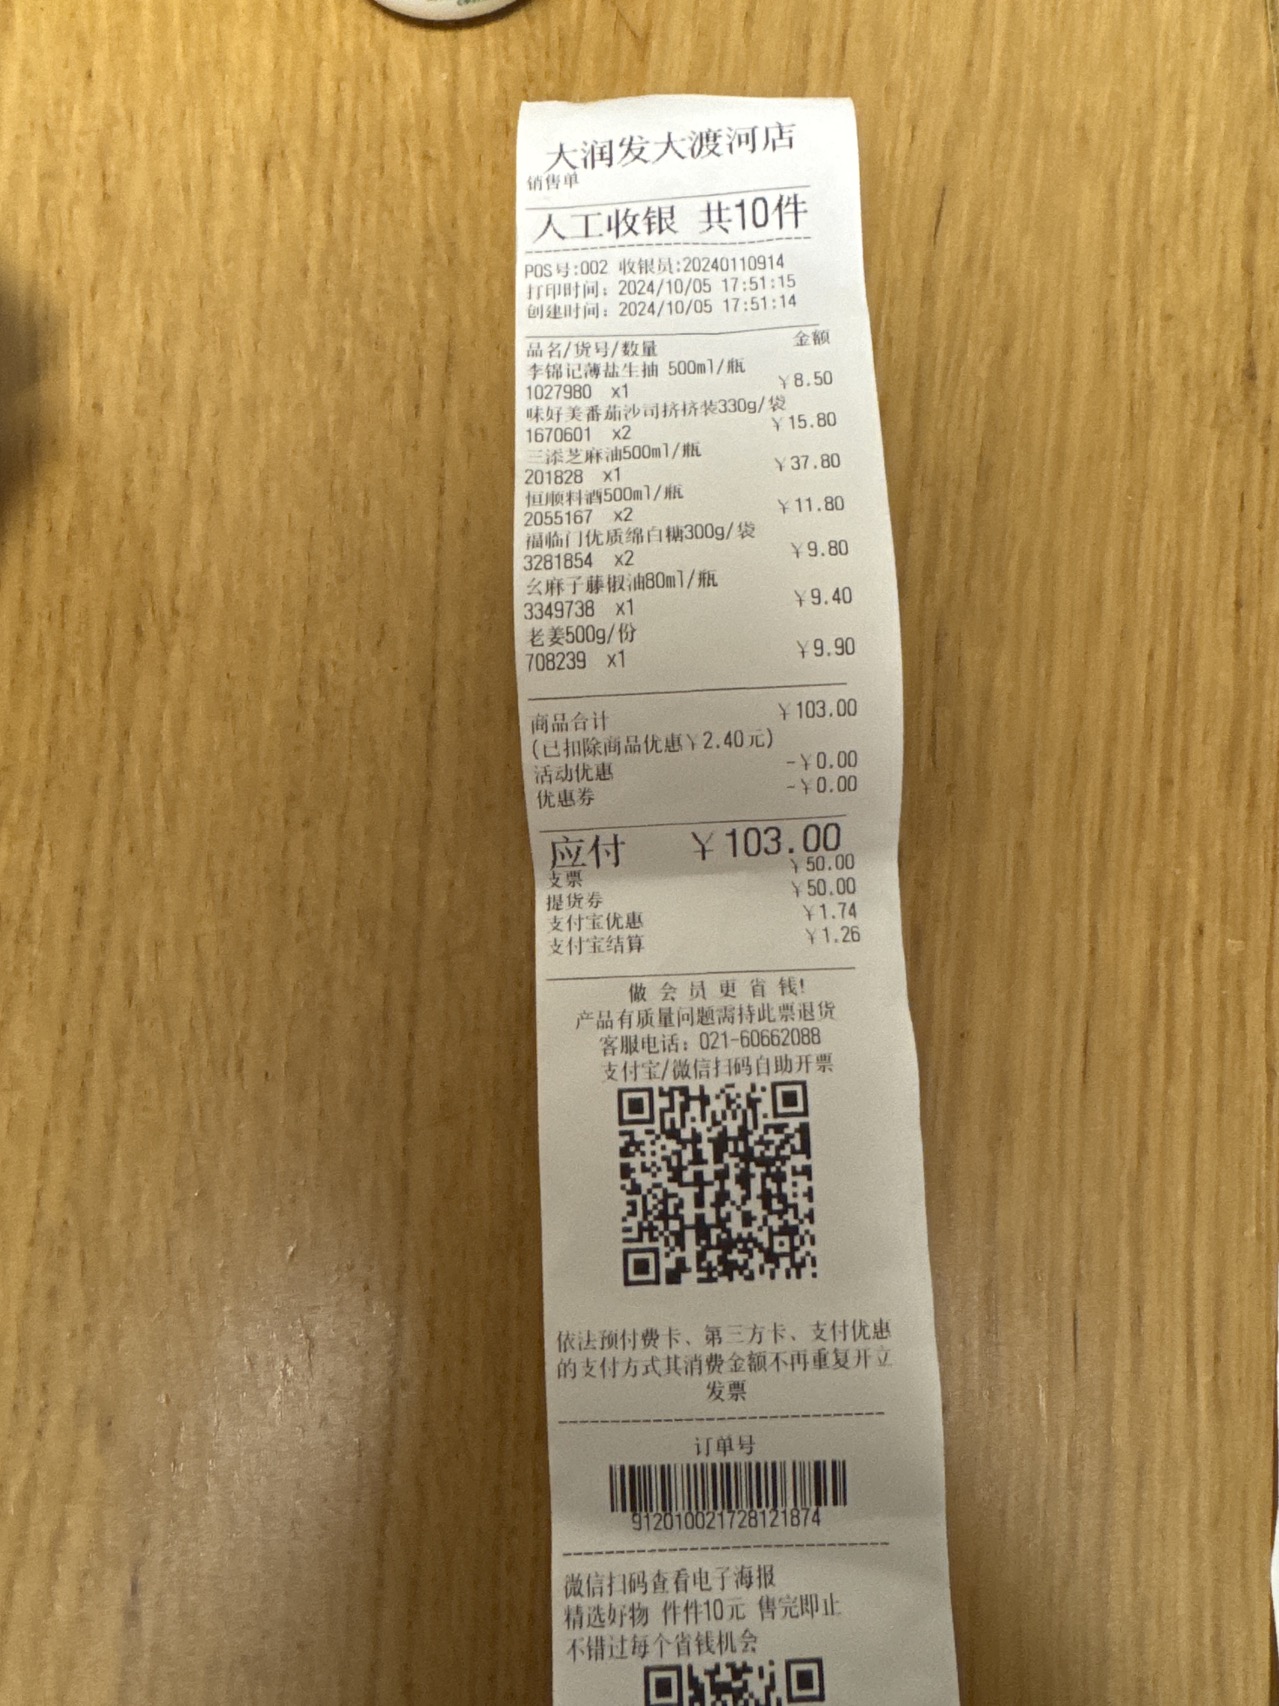 大润发大渡河店
销售单
人工收银 共10件
POS号:002 收银员:20240110914
打印时间: 2024/10/05 17:51:15
创建时间: 2024/10/05 17:51:14
品名/货号/数量 金额
李锦记薄盐生抽 500ml/瓶
1027980 x1 ¥8.50
味好美番茄沙司挤挤装330g/袋
1670601 x2 ¥15.80
三添芝麻油500ml/瓶
201828 x1 ¥37.80
恒顺料酒500ml/瓶
2055167 x2 ¥11.80
福临门优质绵白糖300g/袋
3281854 x2 ¥9.80
幺麻子藤椒油80ml/瓶
3349738 x1 ¥9.40
老姜500g/份
708239 x1 ¥9.90
商品合计 ¥103.00
(已扣除商品优惠¥2.40元)
活动优惠 -¥0.00
优惠券 -¥0.00
应付 ¥103.00
支票 ¥50.00
提货券 ¥50.00
支付宝优惠 ¥1.74
支付宝结算 ¥1.26
做 会 员 更 省 钱!
产品有质量问题需持此票退货
客服电话: 021-60662088
支付宝/微信扫码自助开票
依法预付费卡、第三方卡、支付优惠
的支付方式其消费金额不再重复开立
发票
订单号
912010021728121874
微信扫码查看电子海报
精选好物 件件10元 售完即止
不错过每个省钱机会